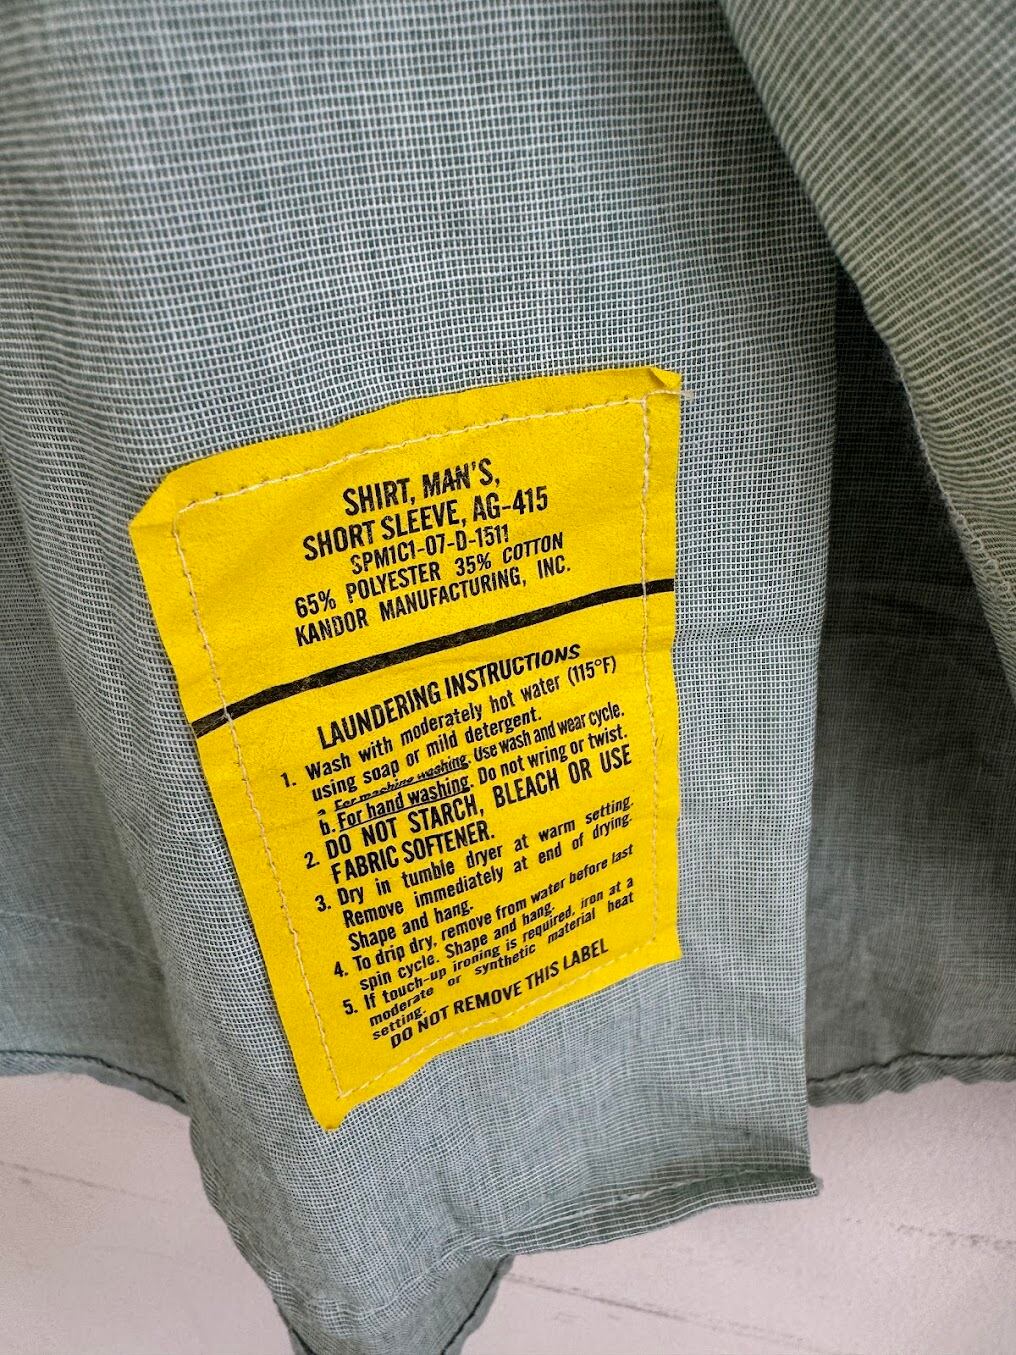 SHIRT, MAN'S,
SHORT SLEEVE, AG-415
SPM1C1-07-D-1511
65% POLYESTER 35% COTTON
KANDOR MANUFACTURING, INC.
LAUNDERING INSTRUCTIONS
1. Wash with moderately hot water (115°F)
using soap or mild detergent.
a. For machine washing. Use wash and wear cycle.
b. For hand washing. Do not wring or twist.
2. DO NOT STARCH, BLEACH OR USE
FABRIC SOFTENER.
3. Dry in tumble dryer at warm setting.
Remove immediately at end of drying.
Shape and hang.
4. To drip dry, remove from water before last
spin cycle. Shape and hang.
5. If touch-up ironing is required, iron at a
moderate or synthetic material heat
setting.
DO NOT REMOVE THIS LABEL